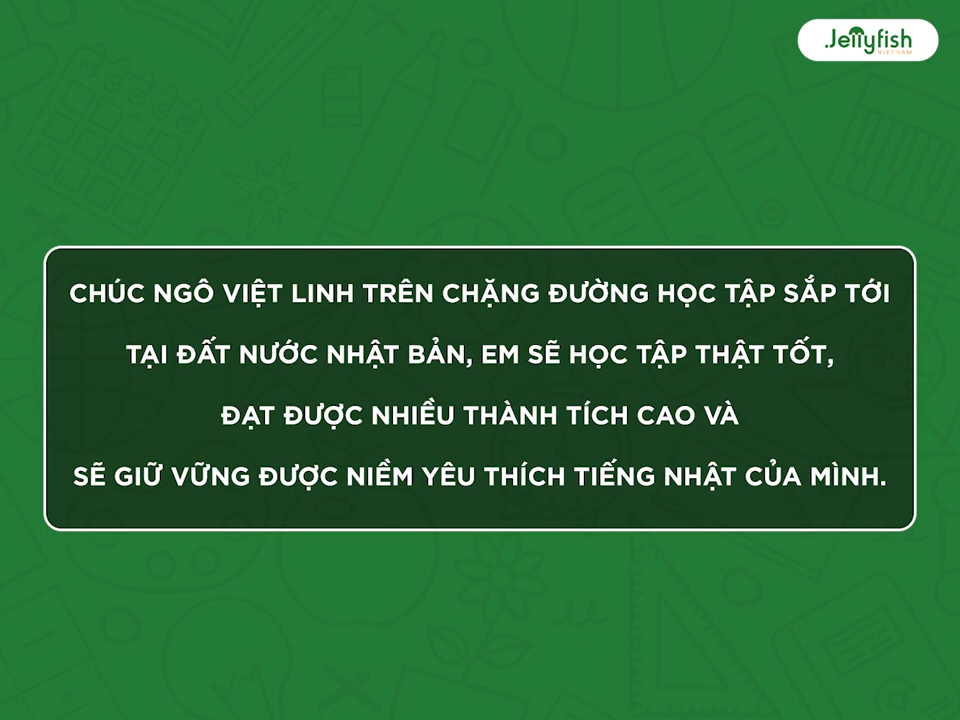 Jellyfish
VIETNAM
CHÚC NGÔ VIỆT LINH TRÊN CHẶNG ĐƯỜNG HỌC TẬP SẮP TỚI
TẠI ĐẤT NƯỚC NHẬT BẢN, EM SẼ HỌC TẬP THẬT TỐT,
ĐẠT ĐƯỢC NHIỀU THÀNH TÍCH CAO VÀ
SẼ GIỮ VỮNG ĐƯỢC NIỀM YÊU THÍCH TIẾNG NHẬT CỦA MÌNH.